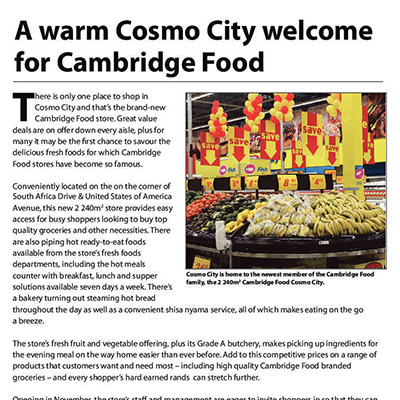 A warm Cosmo City welcome
for Cambridge Food
There is only one place to shop in
Cosmo City and that's the brand-new
Cambridge Food store. Great value
deals are on offer down every aisle, plus for
many it may be the first chance to savour the
delicious fresh foods for which Cambridge
Food stores have become so famous.
Conveniently located on the on the corner of
South Africa Drive & United States of America
Avenue, this new 2 240m² store provides easy
access for busy shoppers looking to buy top
quality groceries and other necessities. There
are also piping hot ready-to-eat foods
available from the store's fresh foods
departments, including the hot meals
counter with breakfast, lunch and supper
solutions available seven days a week. There's
a bakery turning out steaming hot bread
throughout the day as well as a convenient shisa nyama service, all of which makes eating on the go
a breeze.
save
save
save
save
save
Cosmo City is home to the newest member of the Cambridge Food
family, the 2 240m² Cambridge Food Cosmo City.
The store's fresh fruit and vegetable offering, plus its Grade A butchery, makes picking up ingredients for
the evening meal on the way home easier than ever before. Add to this competitive prices on a range of
products that customers want and need most – including high quality Cambridge Food branded
groceries – and every shopper's hard earned rands can stretch further.
Opening in November, the store's staff and management are eager to invite shoppers in so that they can